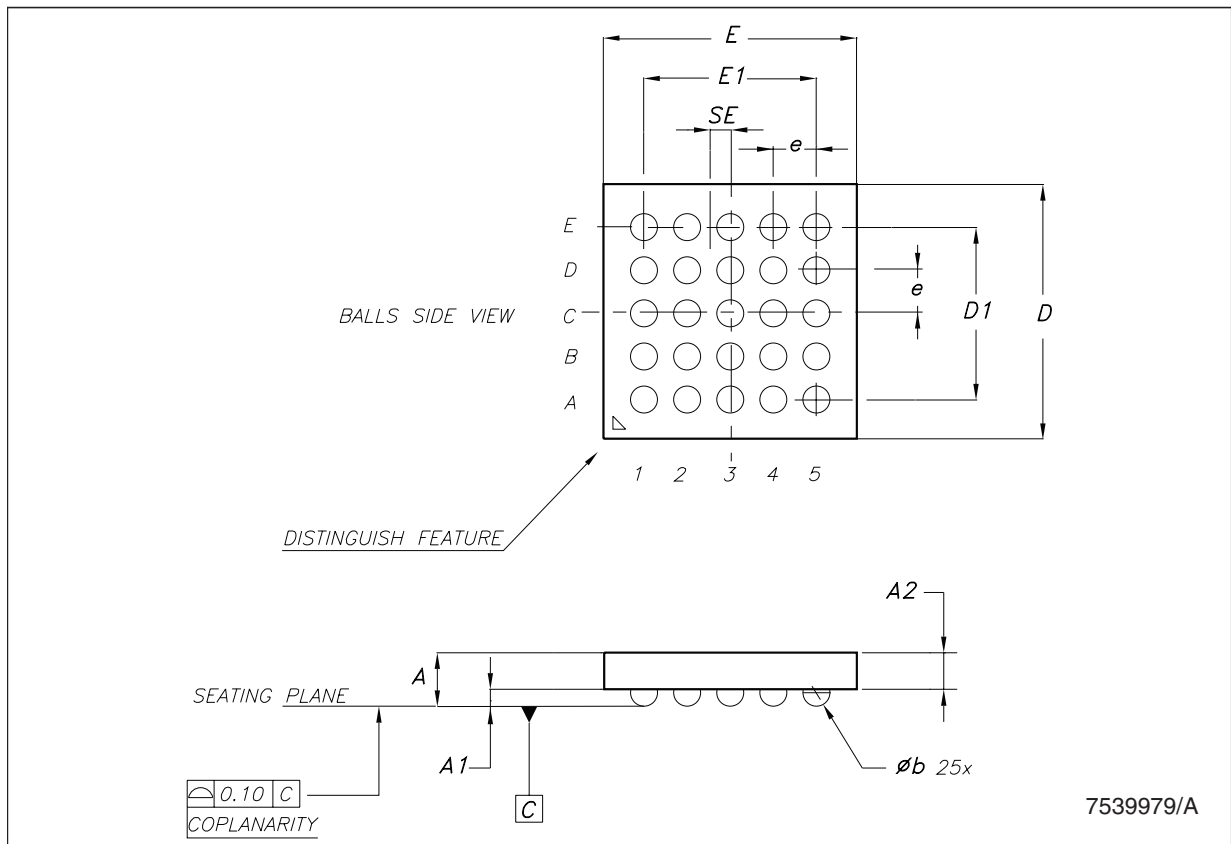 E
E1
SE
e
E
D
e
BALLS SIDE VIEW
C
D1
D
B
A
1 2 3 4 5
DISTINGUISH FEATURE
A2
A
SEATING PLANE
A1
øb 25x
0.10 C
C
COPLANARITY
7539979/A